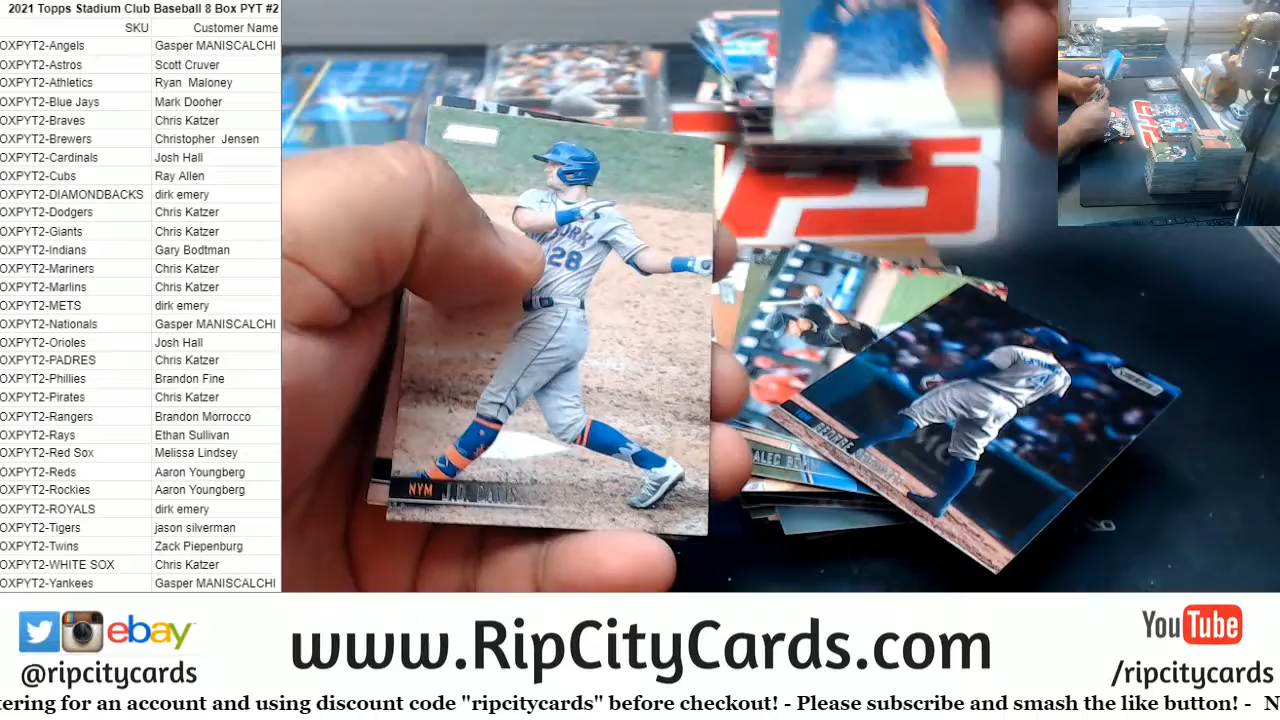 2021 Topps Stadium Club Baseball 8 Box PYT #2
SKU Customer Name
OXPYT2-Angels Gasper MANISCALCHI
OXPYT2-Astros Scott Cruver
OXPYT2-Athletics Ryan Maloney
OXPYT2-Blue Jays Mark Dooher
OXPYT2-Braves Chris Katzer
OXPYT2-Brewers Christopher Jensen
OXPYT2-Cardinals Josh Hall
OXPYT2-Cubs Ray Allen
OXPYT2-DIAMONDBACKS dirk emery
OXPYT2-Dodgers Chris Katzer
OXPYT2-Giants Chris Katzer
OXPYT2-Indians Gary Bodtman
OXPYT2-Mariners Chris Katzer
OXPYT2-Marlins Chris Katzer
OXPYT2-METS dirk emery
OXPYT2-Nationals Gasper MANISCALCHI
OXPYT2-Orioles Josh Hall
OXPYT2-PADRES Chris Katzer
OXPYT2-Phillies Brandon Fine
OXPYT2-Pirates Chris Katzer
OXPYT2-Rangers Brandon Morrocco
OXPYT2-Rays Ethan Sullivan
OXPYT2-Red Sox Melissa Lindsey
OXPYT2-Reds Aaron Youngberg
OXPYT2-Rockies Aaron Youngberg
OXPYT2-ROYALS dirk emery
OXPYT2-Tigers jason silverman
OXPYT2-Twins Zack Piepenburg
OXPYT2-WHITE SOX Chris Katzer
OXPYT2-Yankees Gasper MANISCALCHI
28
NYM J.D. DAVIS
TOR GEORGE
ALEC
ebay
@ripcitycards
www.RipCityCards.com
YouTube
/ripcitycards
tering for an account and using discount code "ripcitycards" before checkout! - Please subscribe and smash the like button! - N